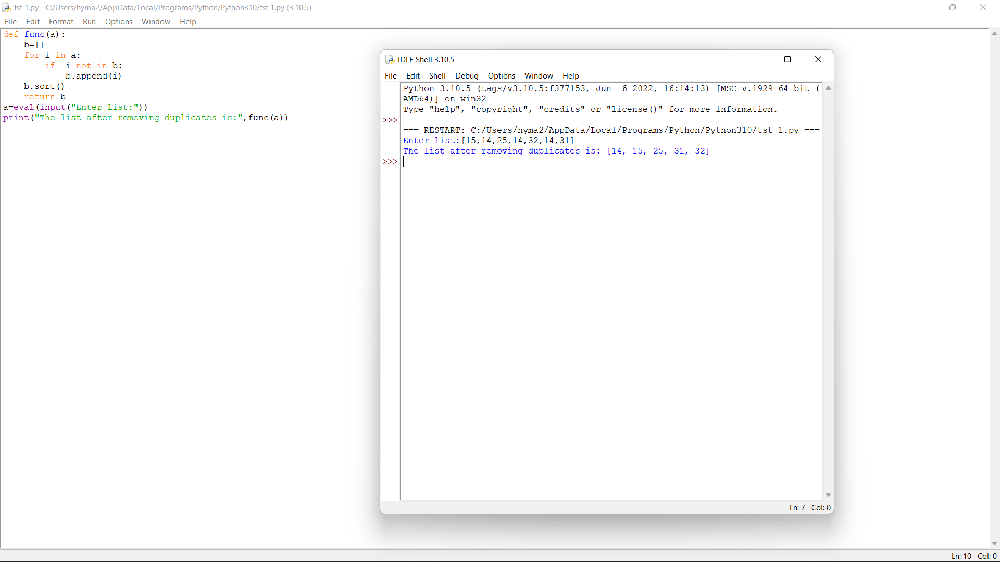 tst 1.py - C:/Users/hyma2/AppData/Local/Programs/Python/Python310/tst 1.py (3.10.5)
File Edit Format Run Options Window Help
def func(a):
    b=[]
    for i in a:
        if  i not in b:
            b.append(i)
    b.sort()
    return b
a=eval(input("Enter list:"))
print("The list after removing duplicates is:",func(a))
IDLE Shell 3.10.5
File Edit Shell Debug Options Window Help
Python 3.10.5 (tags/v3.10.5:f377153, Jun  6 2022, 16:14:13) [MSC v.1929 64 bit (
AMD64)] on win32
Type "help", "copyright", "credits" or "license()" for more information.
>>>
=== RESTART: C:/Users/hyma2/AppData/Local/Programs/Python/Python310/tst 1.py ===
Enter list:[15,14,25,14,32,14,31]
The list after removing duplicates is: [14, 15, 25, 31, 32]
>>>
Ln: 7 Col: 0
Ln: 10 Col: 0